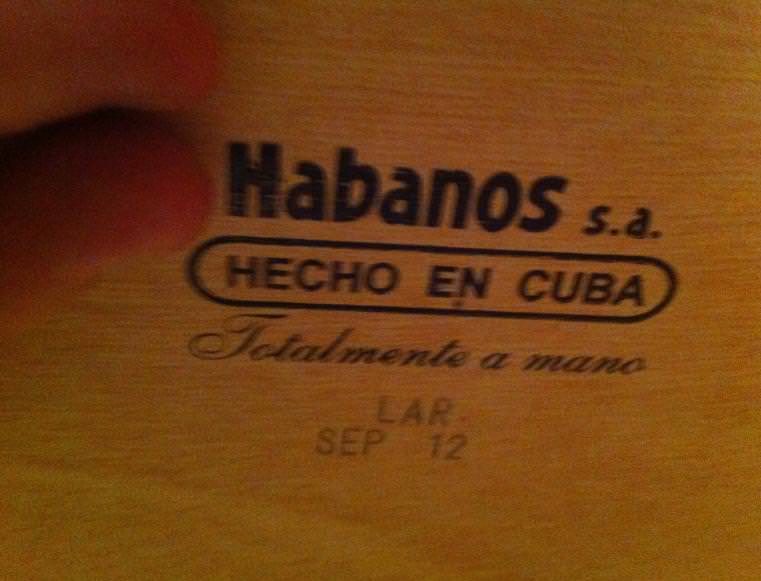 Habanos s.a.
HECHO EN CUBA
Totalmente a mano
LAR.
SEP 12